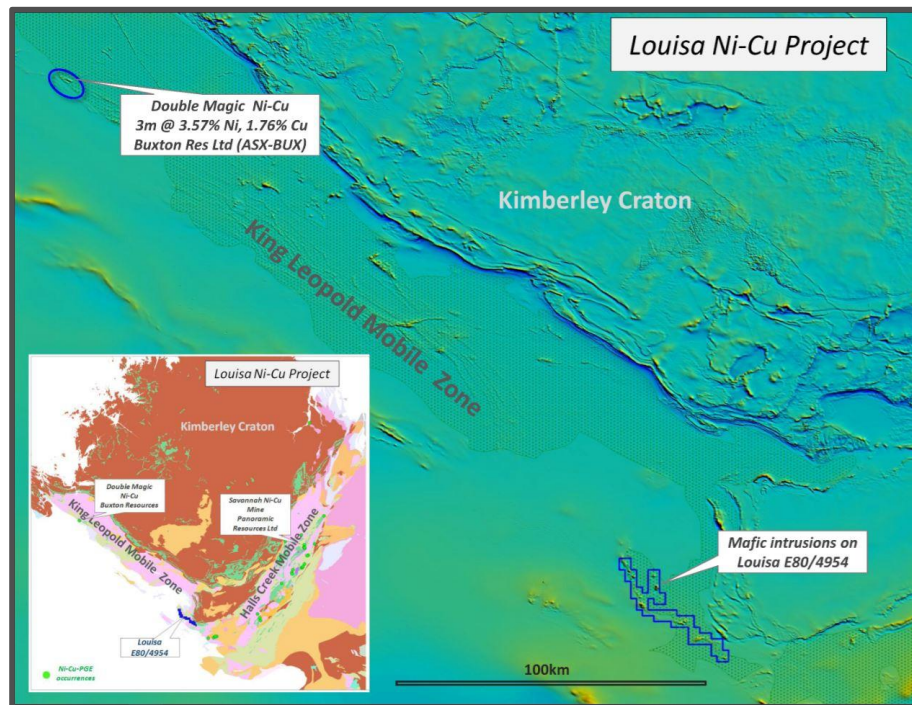 Louisa Ni-Cu Project
Double Magic Ni-Cu
3m @ 3.57% Ni, 1.76% Cu
Buxton Res Ltd (ASX-BUX)
Kimberley Craton
King Leopold Mobile Zone
Mafic intrusions on
Louisa E80/4954
100km
Louisa Ni-Cu Project
Kimberley Craton
Double Magic
Ni-Cu
Buxton Resources
Savannah Ni-Cu
Mine
Panoramic
Resources Ltd
King Leopold Mobile Zone
Halls Creek Mobile Zone
Louisa
E80/4954
Ni-Cu-PGE
occurrences